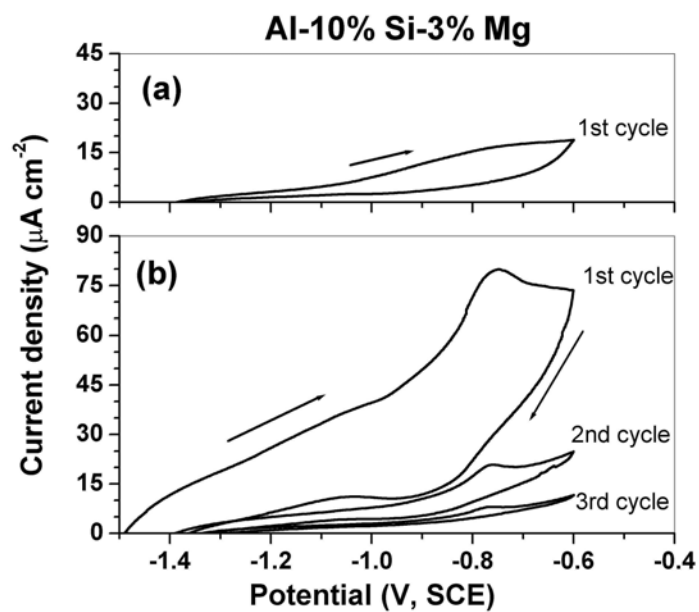 Al-10% Si-3% Mg
45
(a)
30
1st cycle
15
0
90
(b)
1st cycle
75
60
45
30
2nd cycle
15
3rd cycle
0
-1.4 -1.2 -1.0 -0.8 -0.6 -0.4
Current density (μA cm⁻²)
Potential (V, SCE)